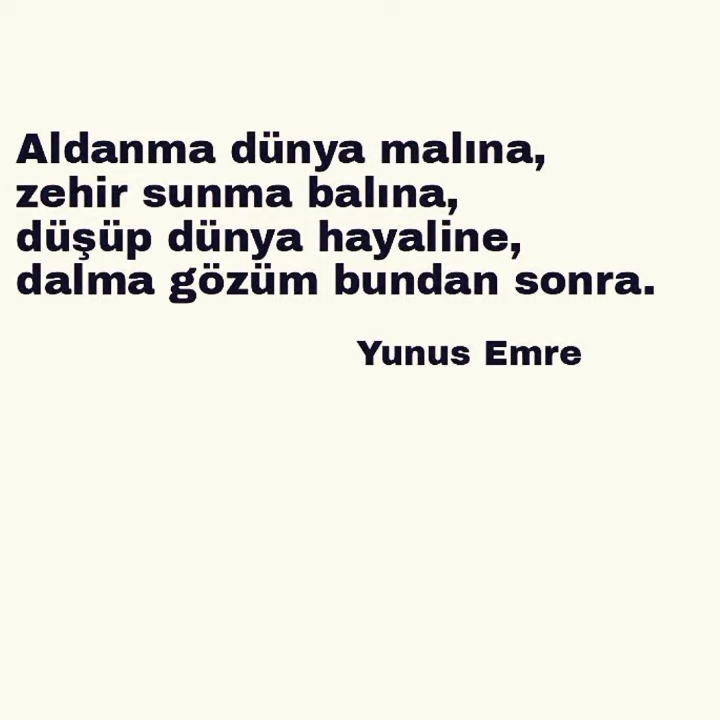 Aldanma dünya malına,
zehir sunma balına,
düşüp dünya hayaline,
dalma gözüm bundan sonra.
Yunus Emre